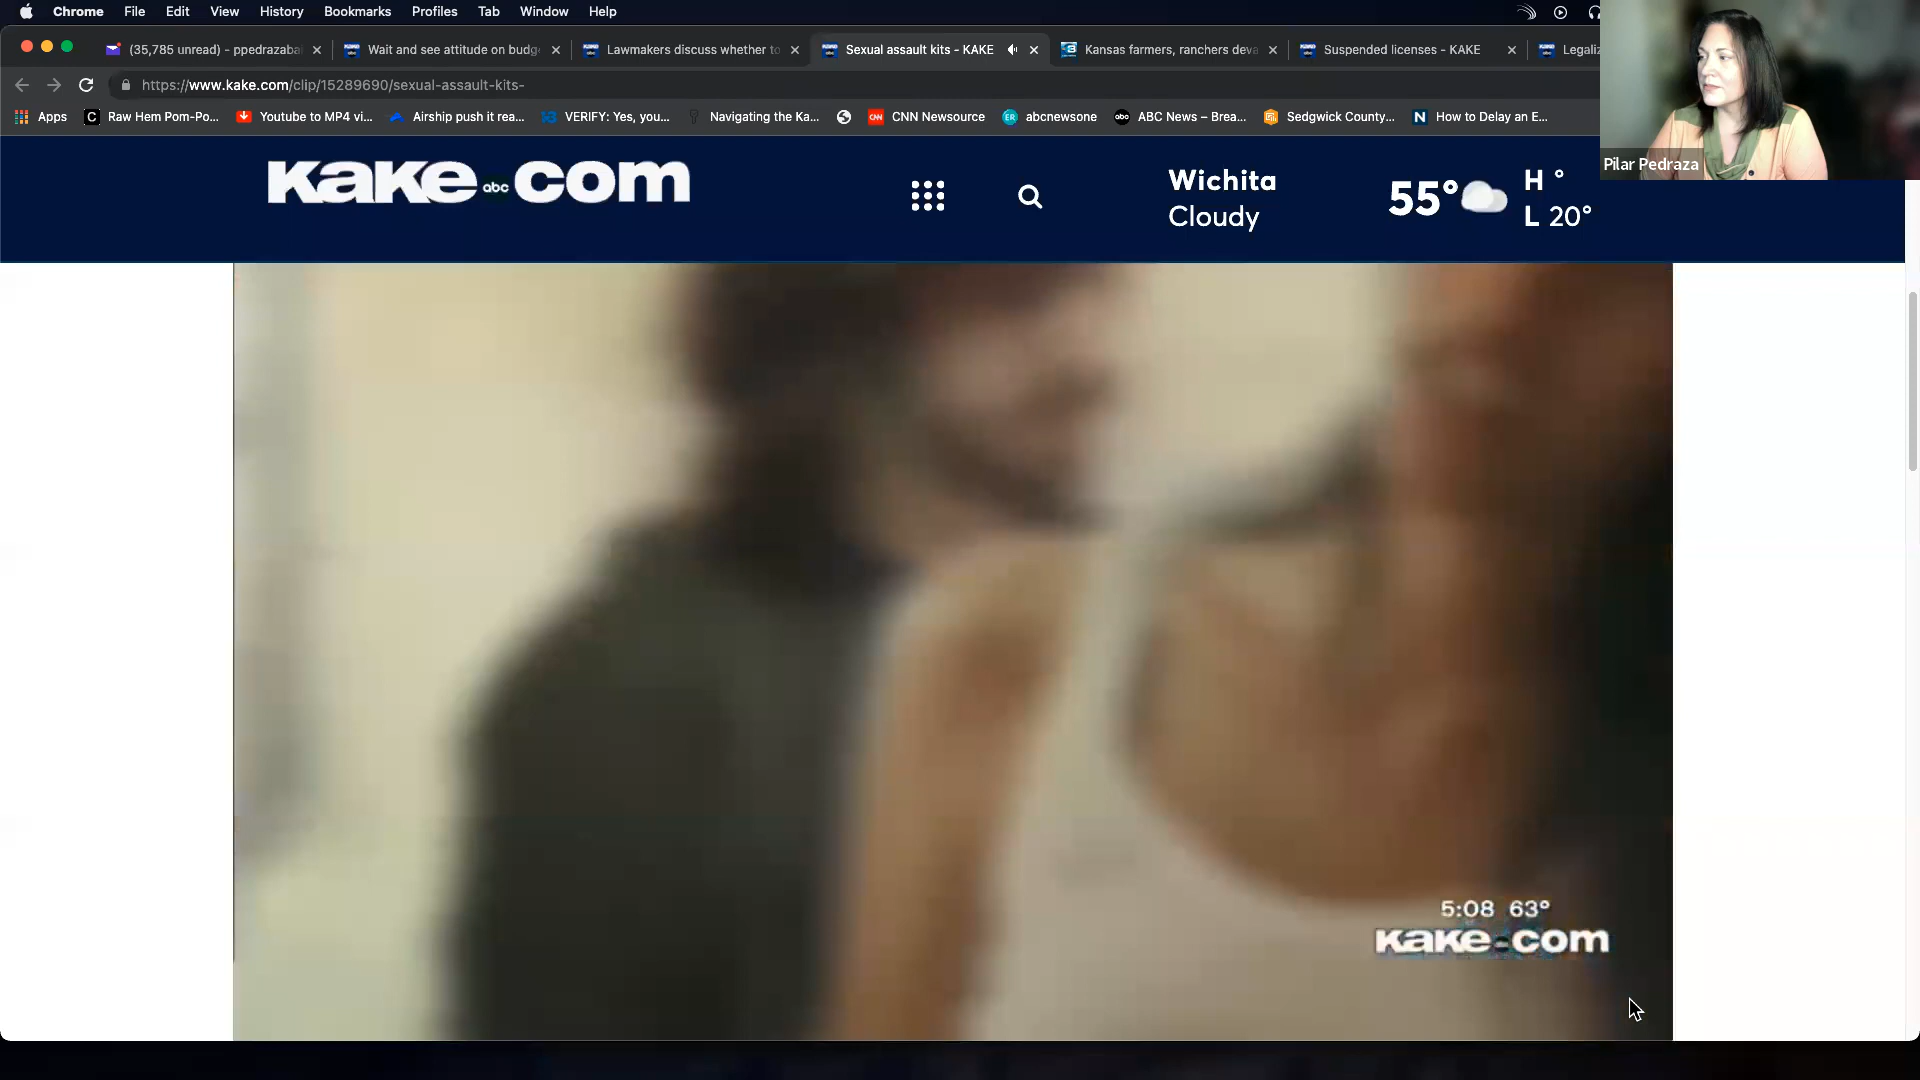 Chrome File Edit View History Bookmarks Profiles Tab Window Help
(35,785 unread) - ppedrazaba
Wait and see attitude on budg
Lawmakers discuss whether to
Sexual assault kits - KAKE
Kansas farmers, ranchers deva
Suspended licenses - KAKE
Legaliz
https://www.kake.com/clip/15289690/sexual-assault-kits-
Apps
Raw Hem Pom-Po...
Youtube to MP4 vi...
Airship push it rea...
VERIFY: Yes, you...
Navigating the Ka...
CNN Newsource
abcnewsone
ABC News – Brea...
Sedgwick County...
How to Delay an E...
Pilar Pedraza
KaKe abc com
Wichita
Cloudy
55°
H °
L 20°
5:08 63°
KaKe com